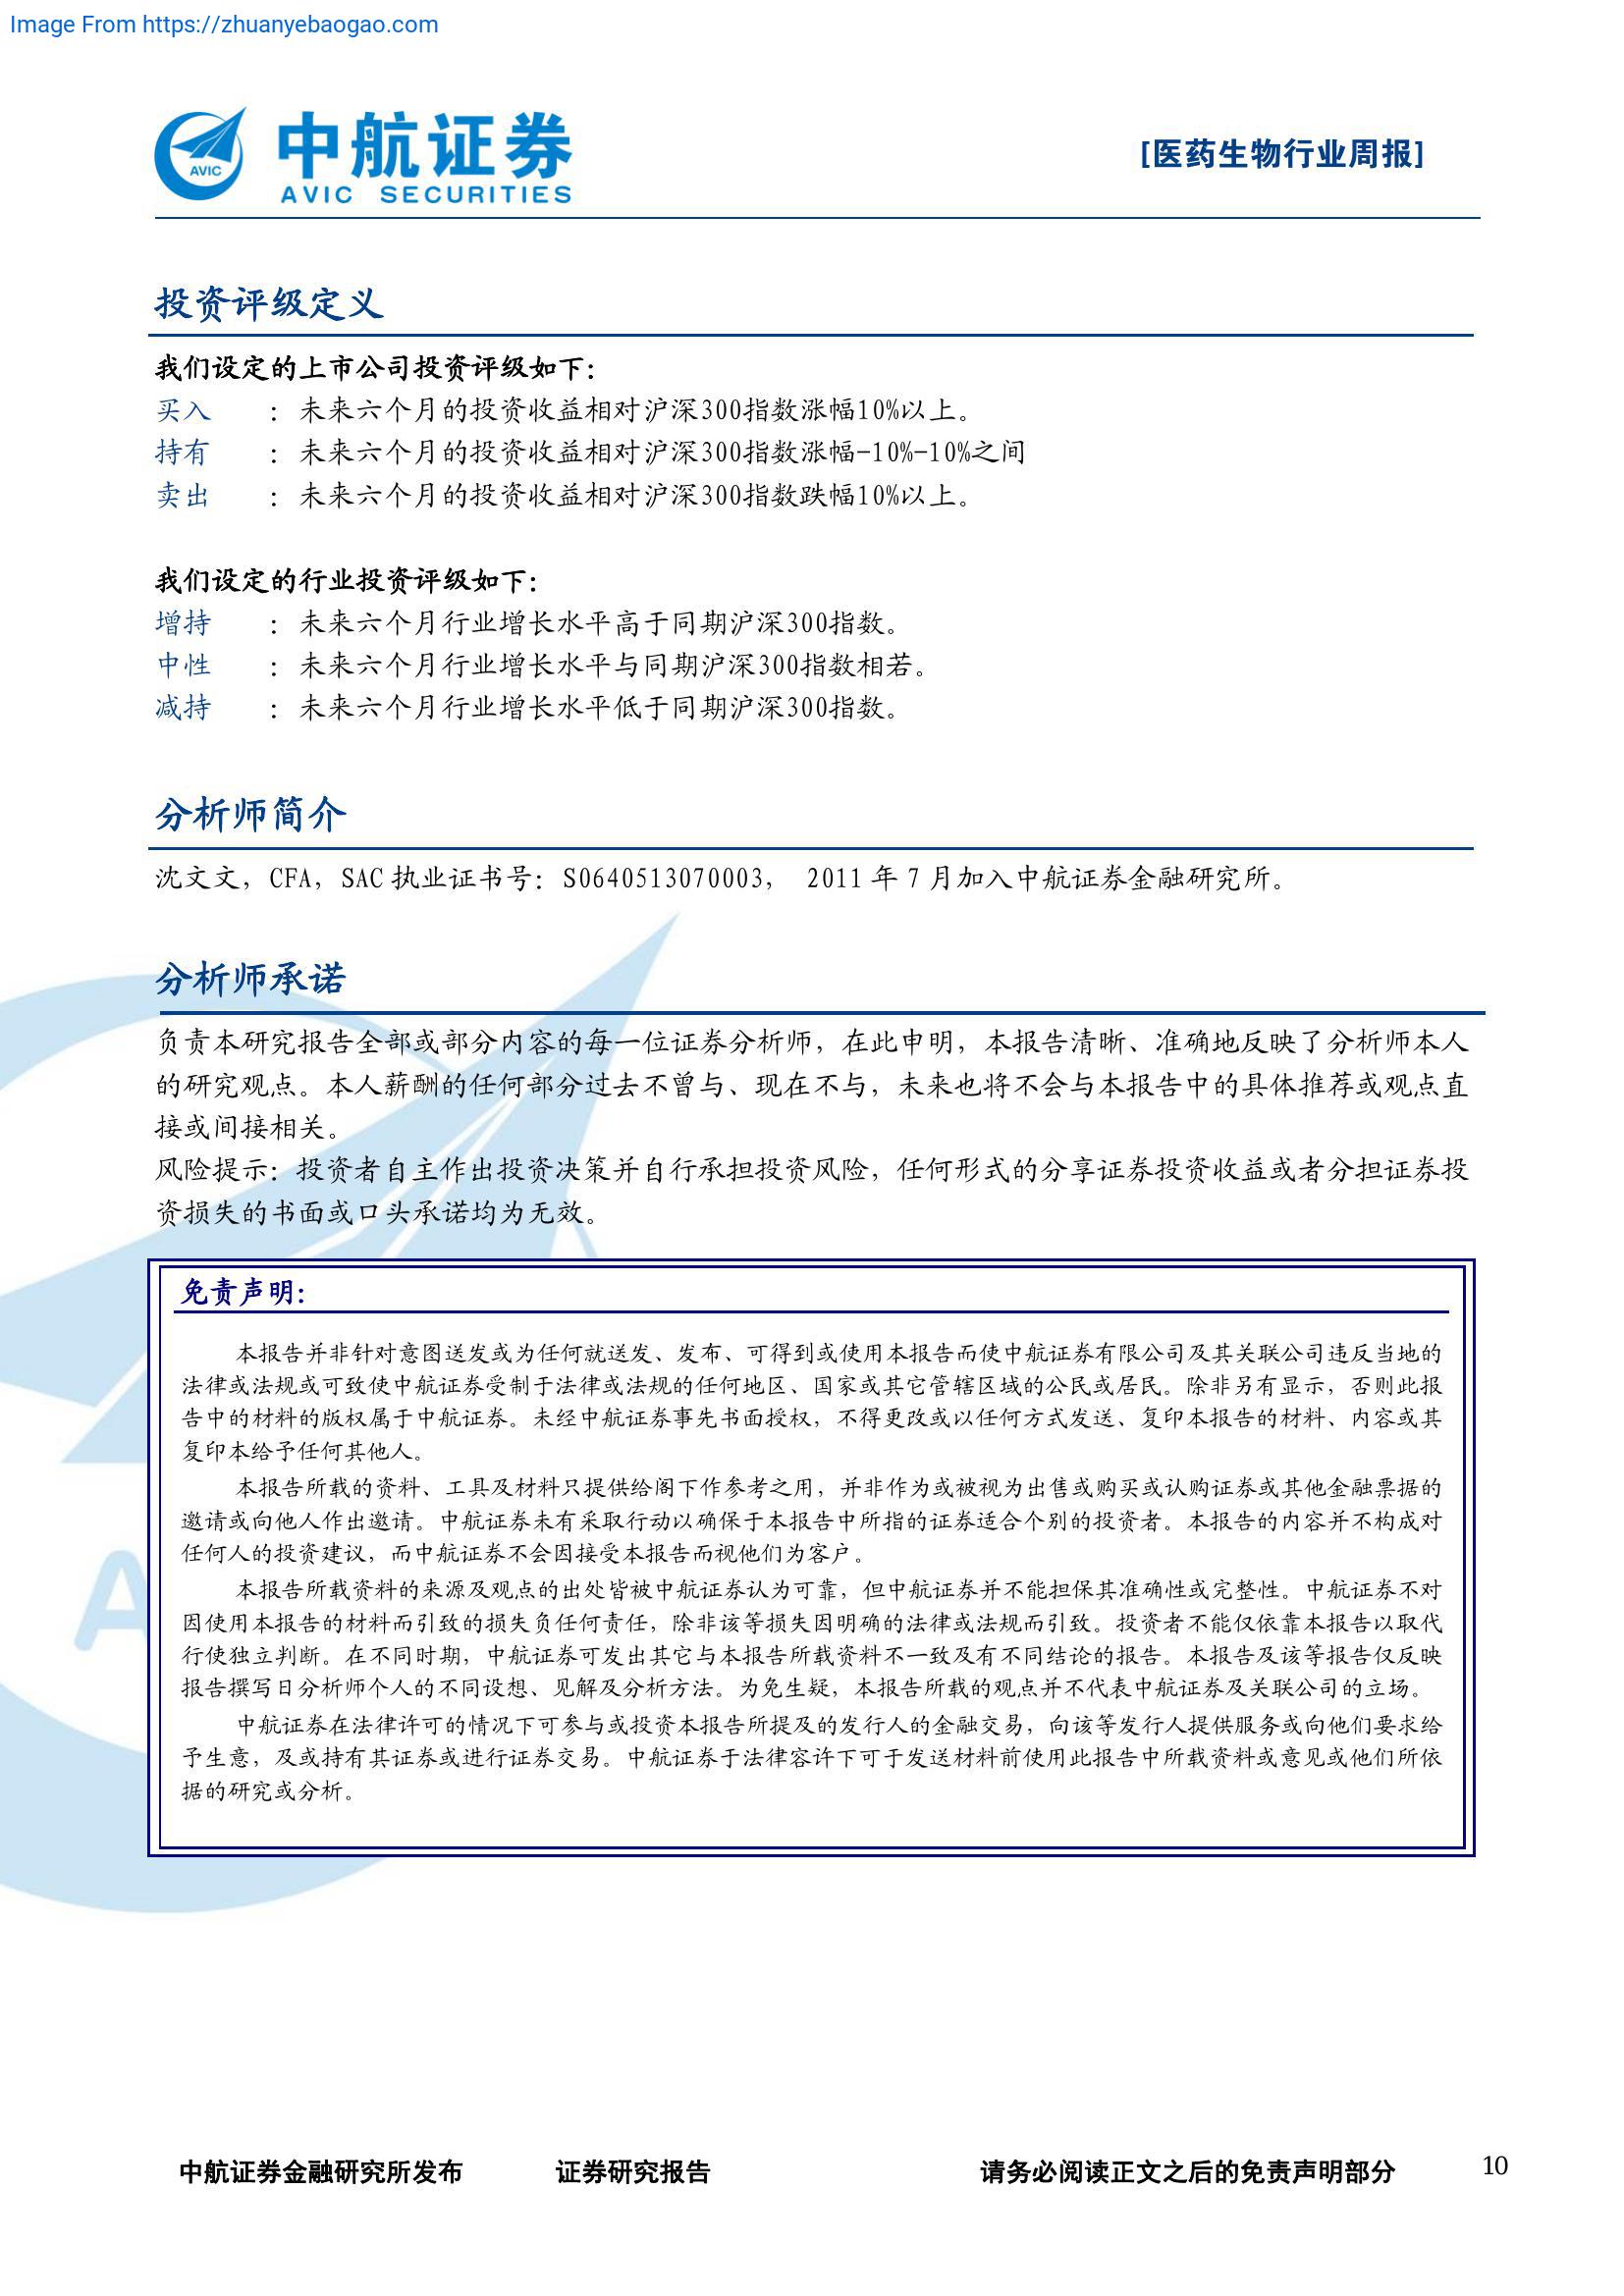 Image From https://zhuanyebaogao.com
AVIC
中航证券
AVIC SECURITIES
[医药生物行业周报]
投资评级定义
我们设定的上市公司投资评级如下：
买入 ：未来六个月的投资收益相对沪深300指数涨幅10%以上。
持有 ：未来六个月的投资收益相对沪深300指数涨幅-10%-10%之间
卖出 ：未来六个月的投资收益相对沪深300指数跌幅10%以上。
我们设定的行业投资评级如下：
增持 ：未来六个月行业增长水平高于同期沪深300指数。
中性 ：未来六个月行业增长水平与同期沪深300指数相若。
减持 ：未来六个月行业增长水平低于同期沪深300指数。
分析师简介
沈文文，CFA，SAC 执业证书号：S0640513070003， 2011 年 7 月加入中航证券金融研究所。
分析师承诺
负责本研究报告全部或部分内容的每一位证券分析师，在此申明，本报告清晰、准确地反映了分析师本人
的研究观点。本人薪酬的任何部分过去不曾与、现在不与，未来也将不会与本报告中的具体推荐或观点直
接或间接相关。
风险提示：投资者自主作出投资决策并自行承担投资风险，任何形式的分享证券投资收益或者分担证券投
资损失的书面或口头承诺均为无效。
免责声明：
本报告并非针对意图送发或为任何就送发、发布、可得到或使用本报告而使中航证券有限公司及其关联公司违反当地的
法律或法规或可致使中航证券受制于法律或法规的任何地区、国家或其它管辖区域的公民或居民。除非另有显示，否则此报
告中的材料的版权属于中航证券。未经中航证券事先书面授权，不得更改或以任何方式发送、复印本报告的材料、内容或其
复印本给予任何其他人。
本报告所载的资料、工具及材料只提供给阁下作参考之用，并非作为或被视为出售或购买或认购证券或其他金融票据的
邀请或向他人作出邀请。中航证券未有采取行动以确保于本报告中所指的证券适合个别的投资者。本报告的内容并不构成对
任何人的投资建议，而中航证券不会因接受本报告而视他们为客户。
本报告所载资料的来源及观点的出处皆被中航证券认为可靠，但中航证券并不能担保其准确性或完整性。中航证券不对
因使用本报告的材料而引致的损失负任何责任，除非该等损失因明确的法律或法规而引致。投资者不能仅依靠本报告以取代
行使独立判断。在不同时期，中航证券可发出其它与本报告所载资料不一致及有不同结论的报告。本报告及该等报告仅反映
报告撰写日分析师个人的不同设想、见解及分析方法。为免生疑，本报告所载的观点并不代表中航证券及关联公司的立场。
中航证券在法律许可的情况下可参与或投资本报告所提及的发行人的金融交易，向该等发行人提供服务或向他们要求给
予生意，及或持有其证券或进行证券交易。中航证券于法律容许下可于发送材料前使用此报告中所载资料或意见或他们所依
据的研究或分析。
中航证券金融研究所发布 证券研究报告 请务必阅读正文之后的免责声明部分 10